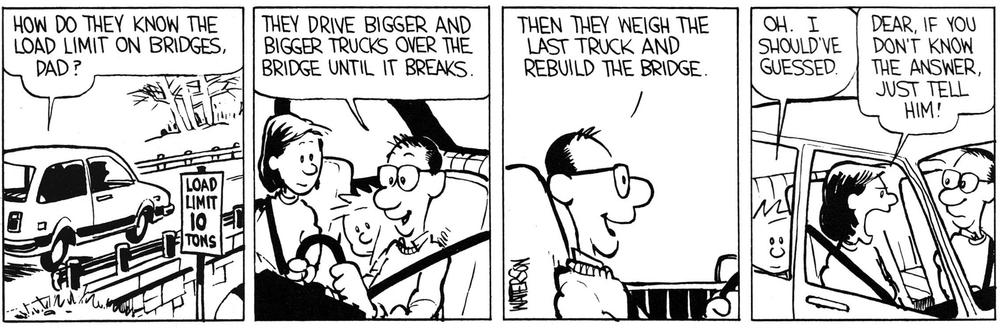 HOW DO THEY KNOW THE
LOAD LIMIT ON BRIDGES,
DAD?
LOAD
LIMIT
10
TONS
THEY DRIVE BIGGER AND
BIGGER TRUCKS OVER THE
BRIDGE UNTIL IT BREAKS.
THEN THEY WEIGH THE
LAST TRUCK AND
REBUILD THE BRIDGE.
WATTERSON
OH. I
SHOULD'VE
GUESSED.
DEAR, IF YOU
DON'T KNOW
THE ANSWER,
JUST TELL
HIM!